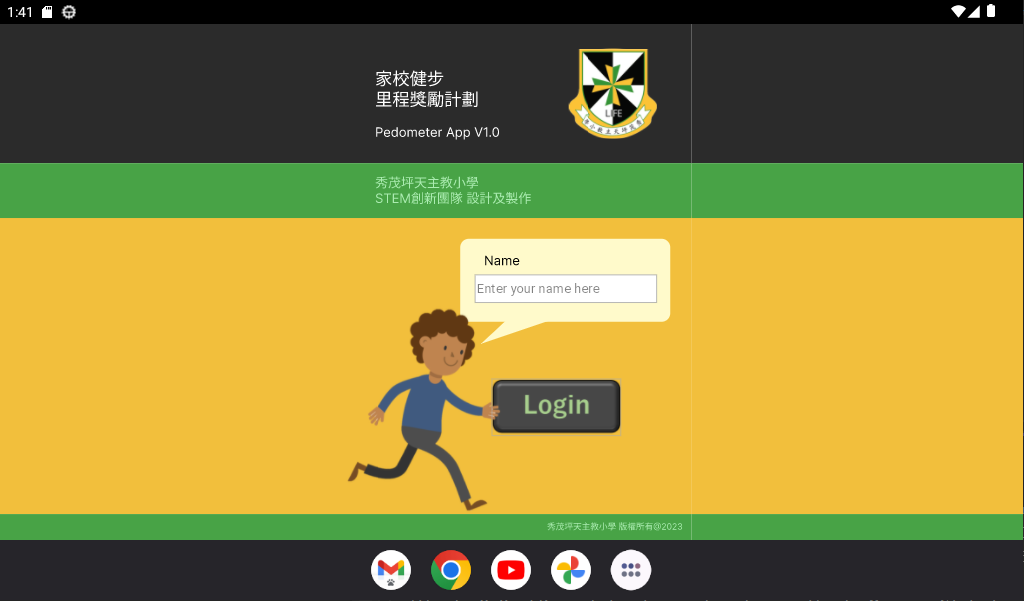 1:41
家校健步
里程獎勵計劃
Pedometer App V1.0
LIFE
秀茂坪天主教小學
STEM創新團隊 設計及製作
Name
Enter your name here
Login
秀茂坪天主教小學 版權所有@2023